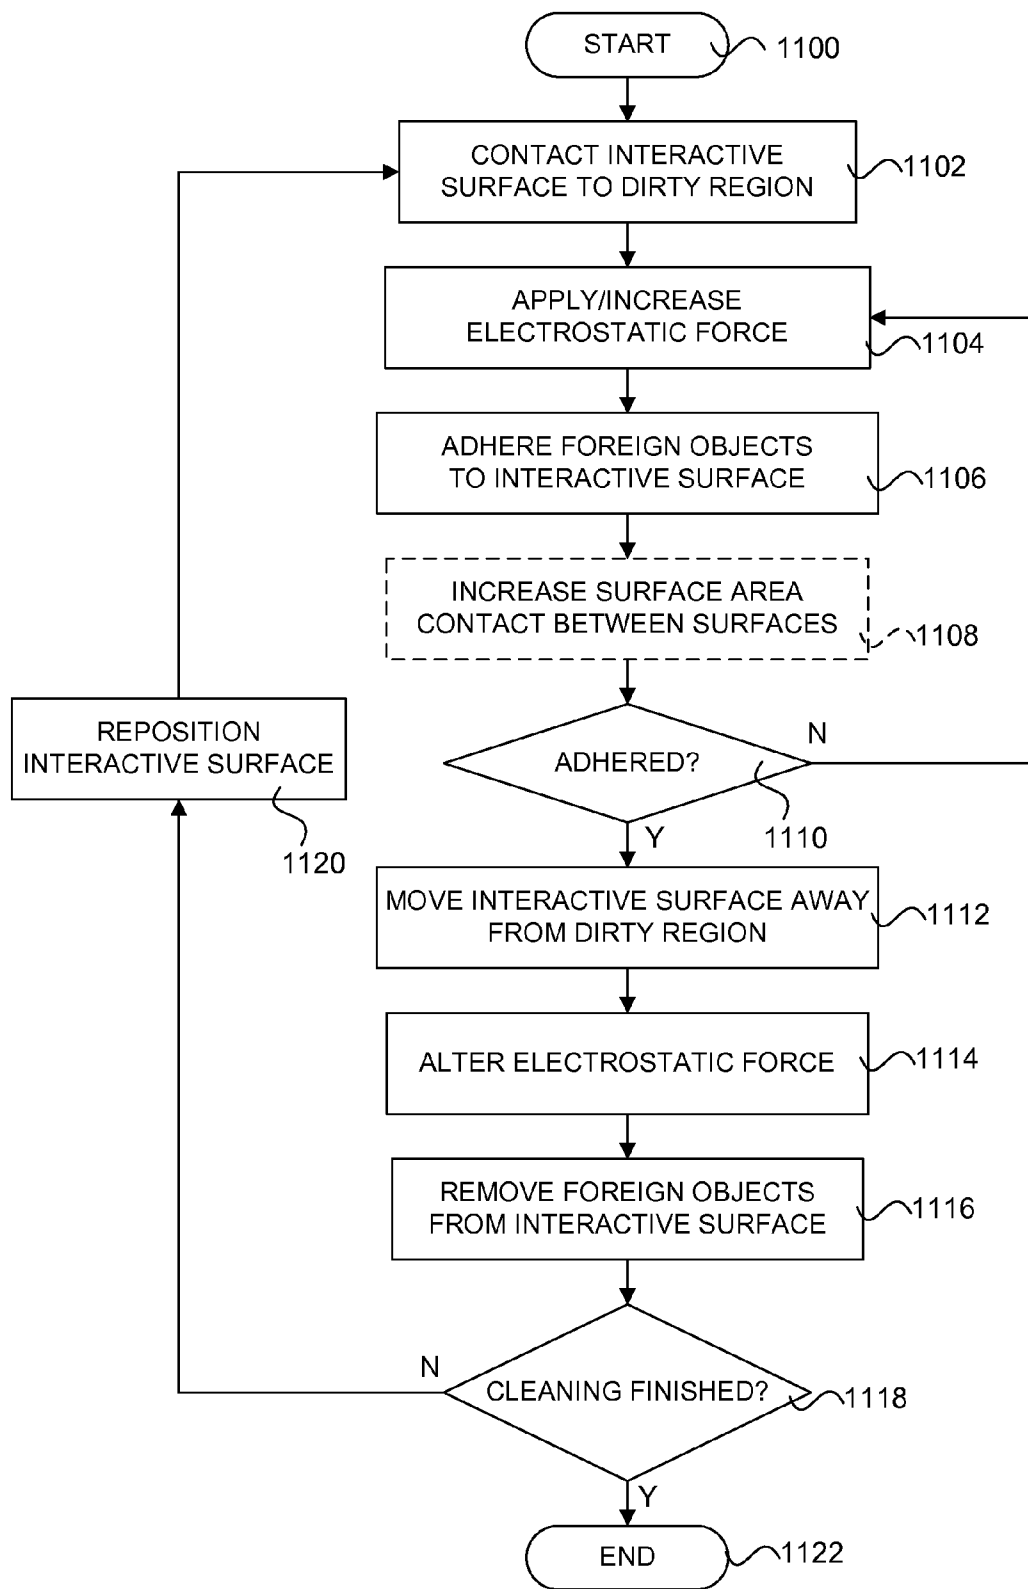 START
1100
CONTACT INTERACTIVE
SURFACE TO DIRTY REGION
1102
APPLY/INCREASE
ELECTROSTATIC FORCE
1104
ADHERE FOREIGN OBJECTS
TO INTERACTIVE SURFACE
1106
INCREASE SURFACE AREA
CONTACT BETWEEN SURFACES
1108
ADHERED?
N
1110
Y
REPOSITION
INTERACTIVE SURFACE
1120
MOVE INTERACTIVE SURFACE AWAY
FROM DIRTY REGION
1112
ALTER ELECTROSTATIC FORCE
1114
REMOVE FOREIGN OBJECTS
FROM INTERACTIVE SURFACE
1116
N
CLEANING FINISHED?
1118
Y
END
1122